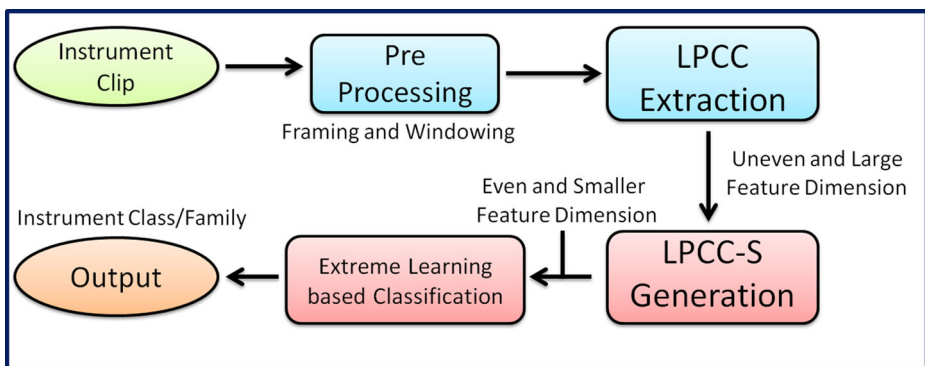 Instrument
Clip
Pre
Processing
Framing and Windowing
LPCC
Extraction
Uneven and Large
Feature Dimension
LPCC-S
Generation
Even and Smaller
Feature Dimension
Extreme Learning
based Classification
Instrument Class/Family
Output